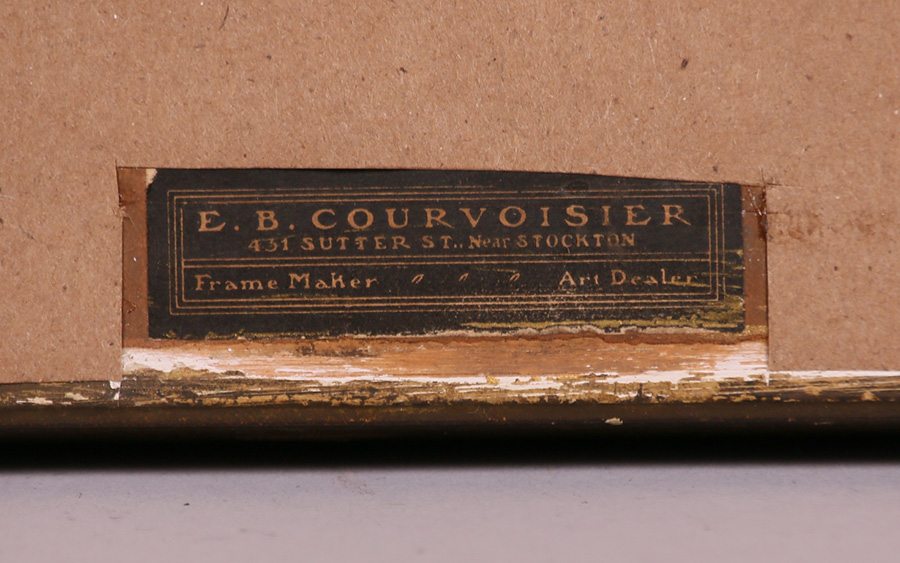 E. B. COURVOISIER
431 SUTTER ST., Near STOCKTON
Frame Maker " " " Art Dealer